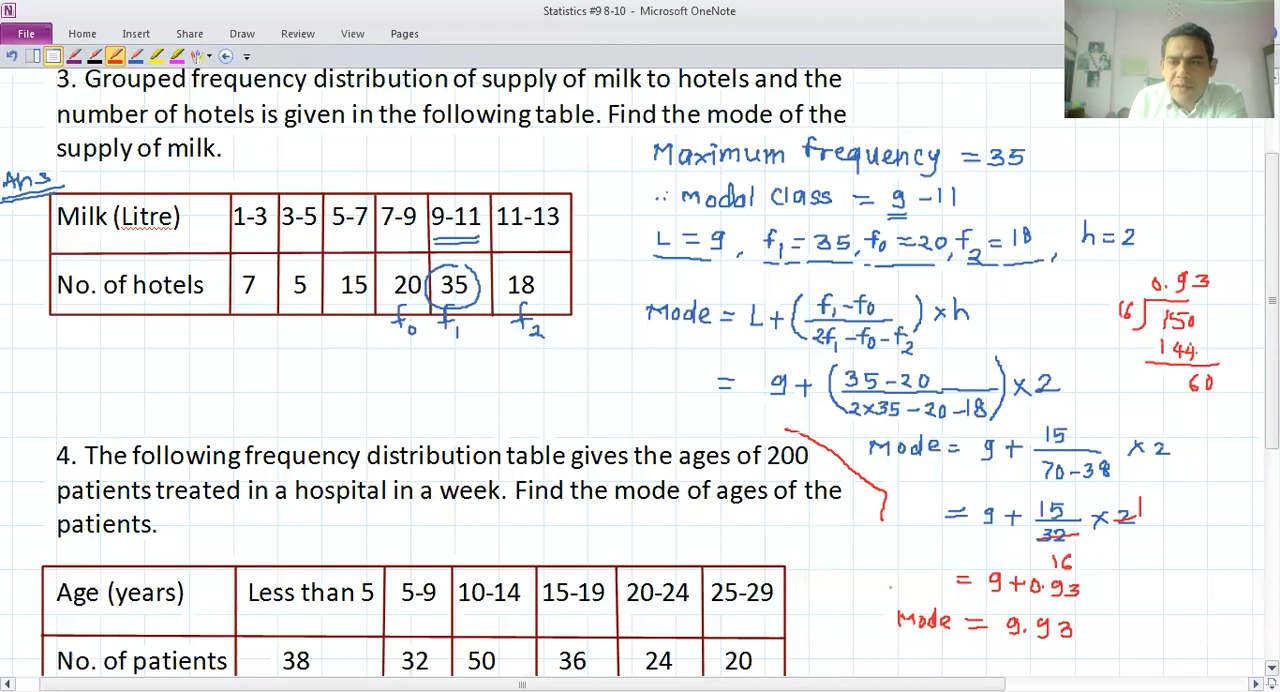 Statistics #9 8-10 - Microsoft OneNote
File Home Insert Share Draw Review View Pages
3. Grouped frequency distribution of supply of milk to hotels and the
number of hotels is given in the following table. Find the mode of the
supply of milk.
Ans
Milk (Litre) 1-3 3-5 5-7 7-9 9-11 11-13
No. of hotels 7 5 15 20 35 18
f₀ f₁ f₂
Maximum frequency = 35
∴ Modal class = 9 -11
L = 9, f₁ = 35, f₀ = 20, f₂ = 18, h = 2
Mode = L + (f₁-f₀ / 2f₁-f₀-f₂) × h
= 9 + (35-20 / 2×35-20-18) × 2
Mode = 9 + 15 / 70-38 × 2
= 9 + 15 / 32 × 2 1
16
= 9 + 0.93
Mode = 9.93
0.93
16 150
144
60
4. The following frequency distribution table gives the ages of 200
patients treated in a hospital in a week. Find the mode of ages of the
patients.
Age (years) Less than 5 5-9 10-14 15-19 20-24 25-29
No. of patients 38 32 50 36 24 20